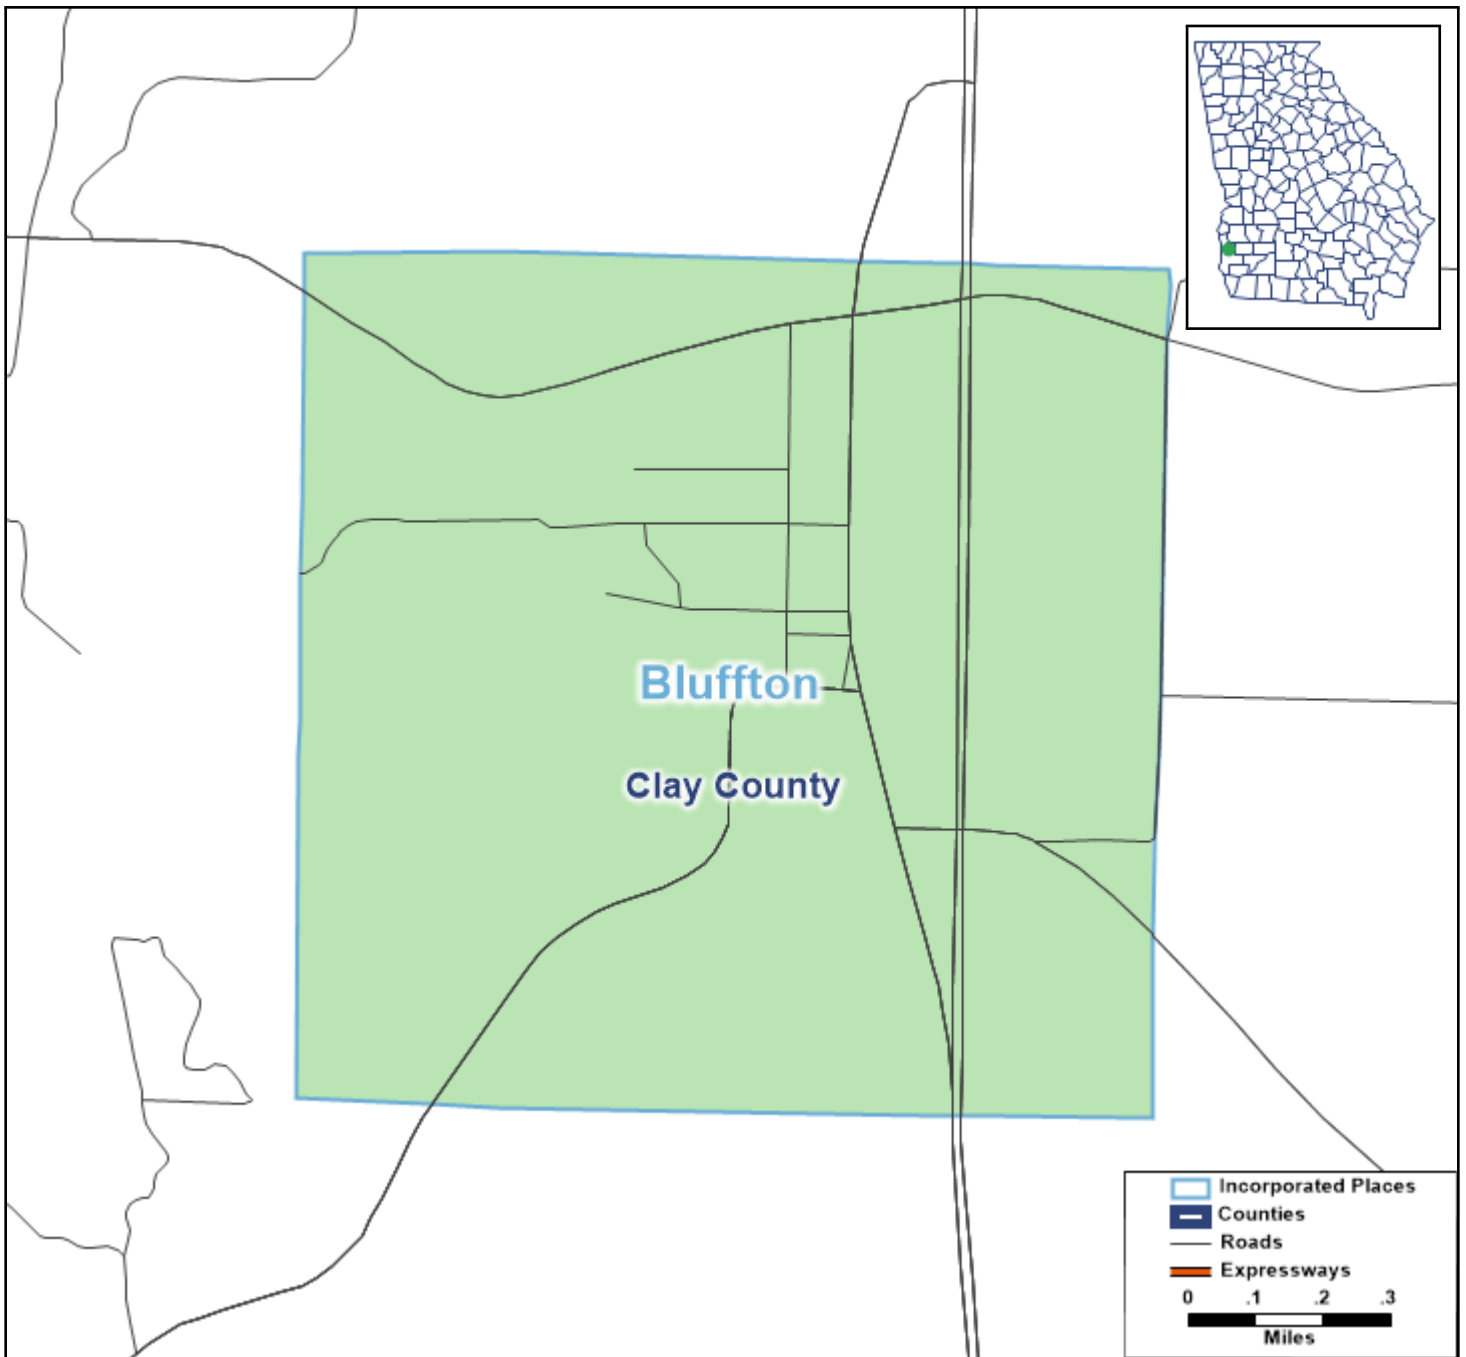 Bluffton
Clay County
Incorporated Places
Counties
Roads
Expressways
0 .1 .2 .3
Miles